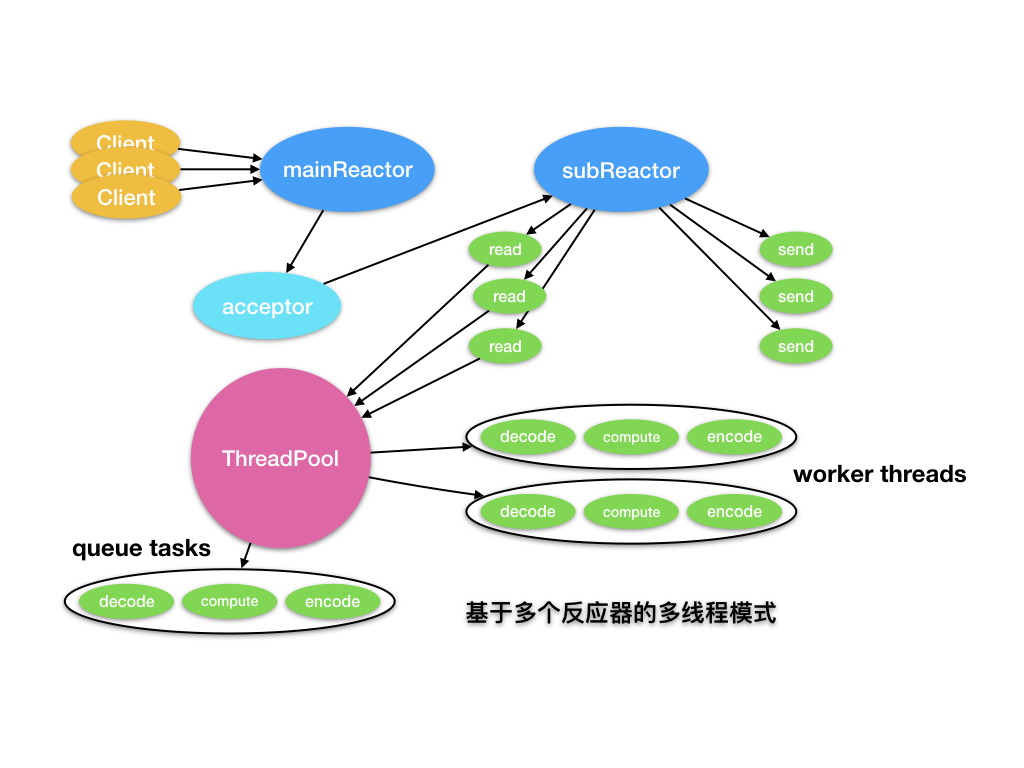 Client
Client
Client
mainReactor
subReactor
acceptor
read
read
read
send
send
send
ThreadPool
decode compute encode
worker threads
decode compute encode
queue tasks
decode compute encode
基于多个反应器的多线程模式